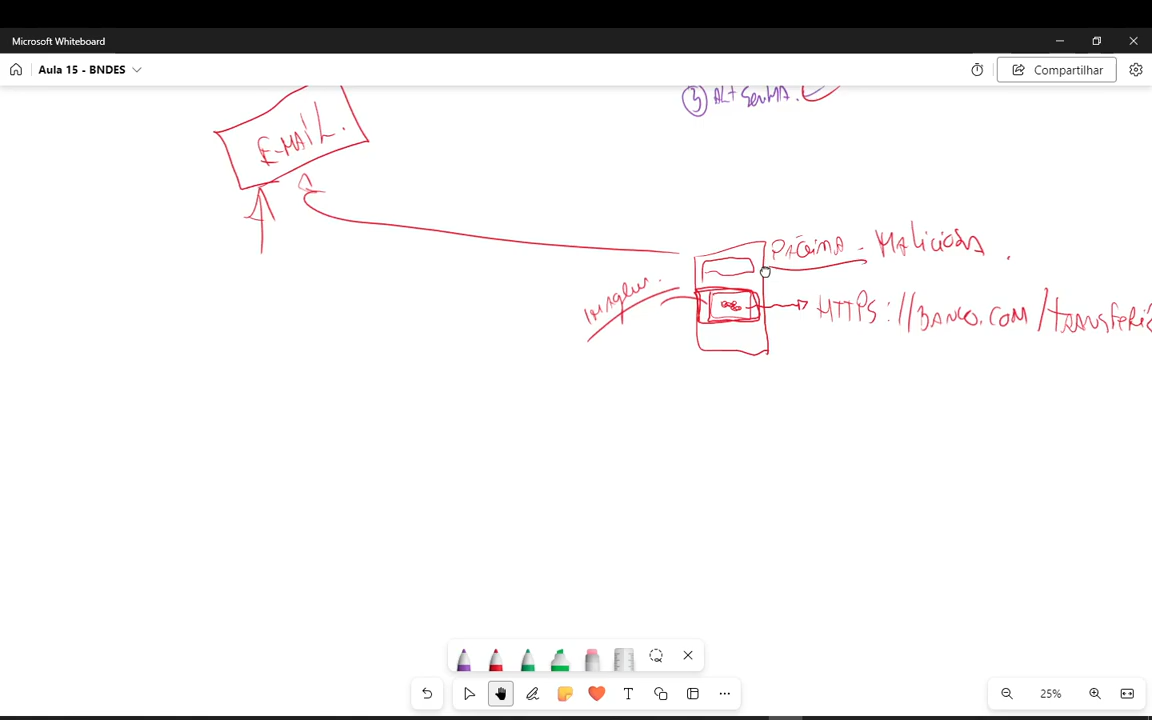 Microsoft Whiteboard
Aula 15 - BNDES
Compartilhar
③ ALT SENHA.
E-MAIL.
PÁGINA - MALICIOSA.
IMAGEM.
HTTPS://BANCO.COM/TRANSFERÊ
25%